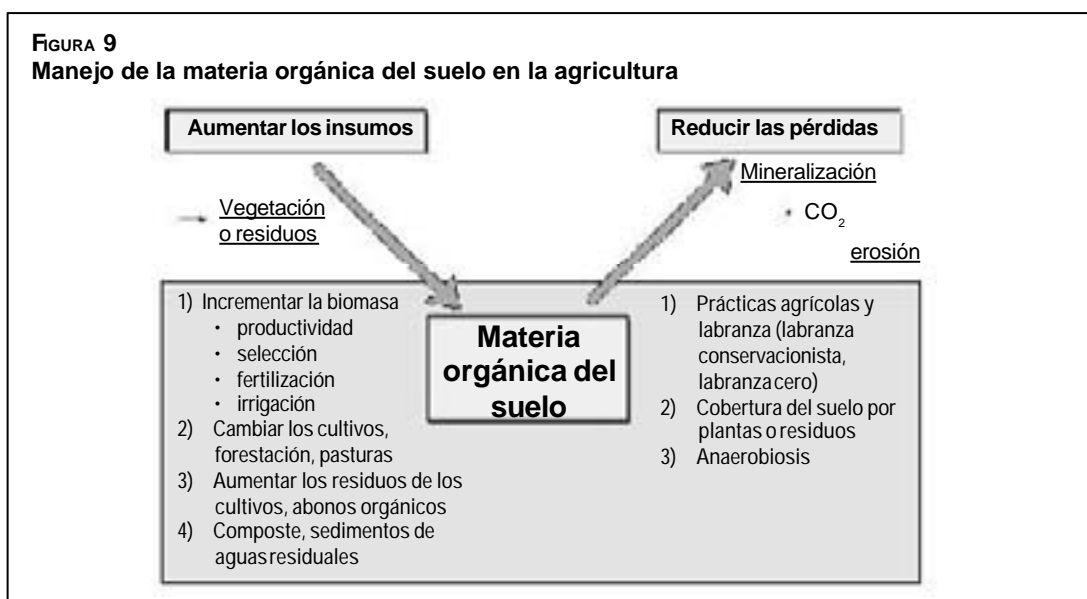 FIGURA 9
Manejo de la materia orgánica del suelo en la agricultura
Aumentar los insumos
Reducir las pérdidas
Vegetación
o residuos
Mineralización
• CO2
erosión
1) Incrementar la biomasa
• productividad
• selección
• fertilización
• irrigación
2) Cambiar los cultivos,
forestación, pasturas
3) Aumentar los residuos de los
cultivos, abonos orgánicos
4) Composte, sedimentos de
aguas residuales
Materia
orgánica del
suelo
1) Prácticas agrícolas y
labranza (labranza
conservacionista,
labranza cero)
2) Cobertura del suelo por
plantas o residuos
3) Anaerobiosis